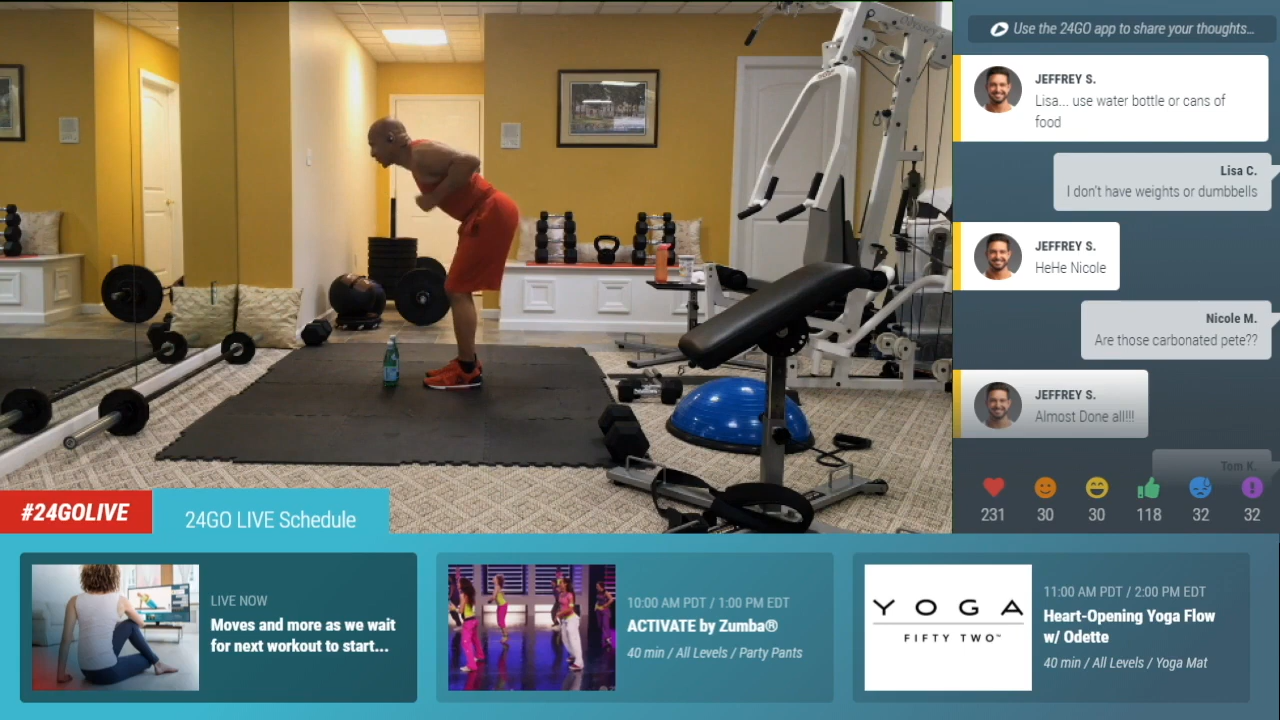 Use the 24GO app to share your thoughts...
JEFFREY S.
Lisa... use water bottle or cans of
food
Lisa C.
I don't have weights or dumbbells
JEFFREY S.
HeHe Nicole
Nicole M.
Are those carbonated pete??
JEFFREY S.
Almost Done all!!!
Tom K.
231
30
30
118
32
32
#24GOLIVE
24GO LIVE Schedule
LIVE NOW
Moves and more as we wait
for next workout to start...
10:00 AM PDT / 1:00 PM EDT
ACTIVATE by Zumba®
40 min / All Levels / Party Pants
YOGA
FIFTY TWO™
11:00 AM PDT / 2:00 PM EDT
Heart-Opening Yoga Flow
w/ Odette
40 min / All Levels / Yoga Mat